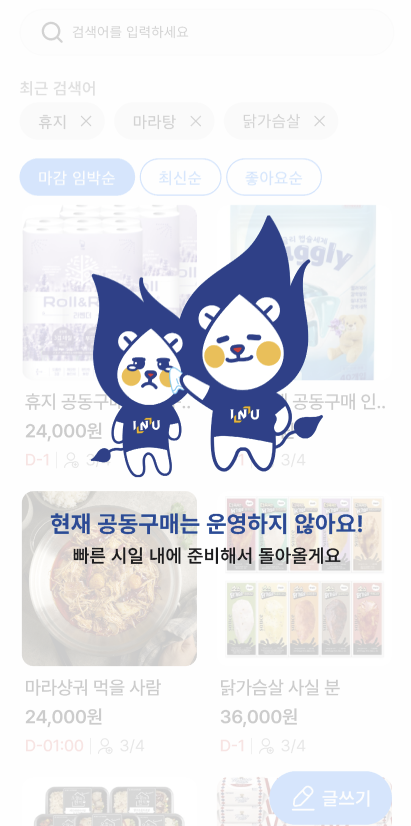 검색어를 입력하세요
최근 검색어
휴지
마라탕
닭가슴살
마감 임박순
최신순
좋아요순
Roll&R
휴지 공동구
공동구매 인..
24,000원
D-1
3/4
3/4
INU
INU
현재 공동구매는 운영하지 않아요!
빠른 시일 내에 준비해서 돌아올게요
마라샹궈 먹을 사람
닭가슴살 사실 분
24,000원
36,000원
D-01:00
3/4
D-1
3/4
글쓰기